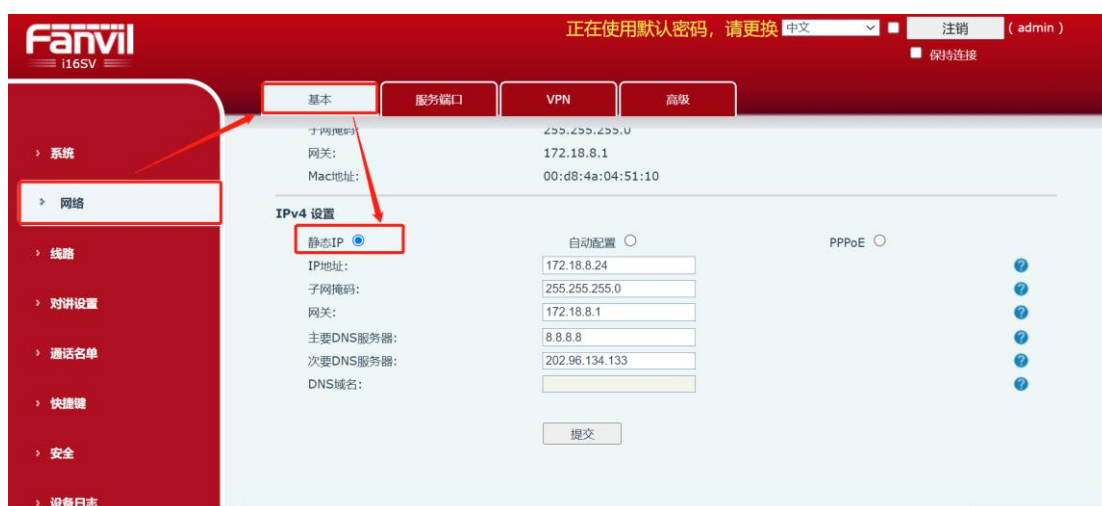 Fanvil
i16SV
正在使用默认密码，请更换 中文 注销 ( admin )
保持连接
基本 服务端口 VPN 高级
子网掩码: 255.255.255.0
网关: 172.18.8.1
Mac地址: 00:d8:4a:04:51:10
› 系统
› 网络
› 线路
› 对讲设置
› 通话名单
› 快捷键
› 安全
› 设备日志
IPv4 设置
静态IP 自动配置 PPPoE
IP地址: 172.18.8.24
子网掩码: 255.255.255.0
网关: 172.18.8.1
主要DNS服务器: 8.8.8.8
次要DNS服务器: 202.96.134.133
DNS域名:
提交